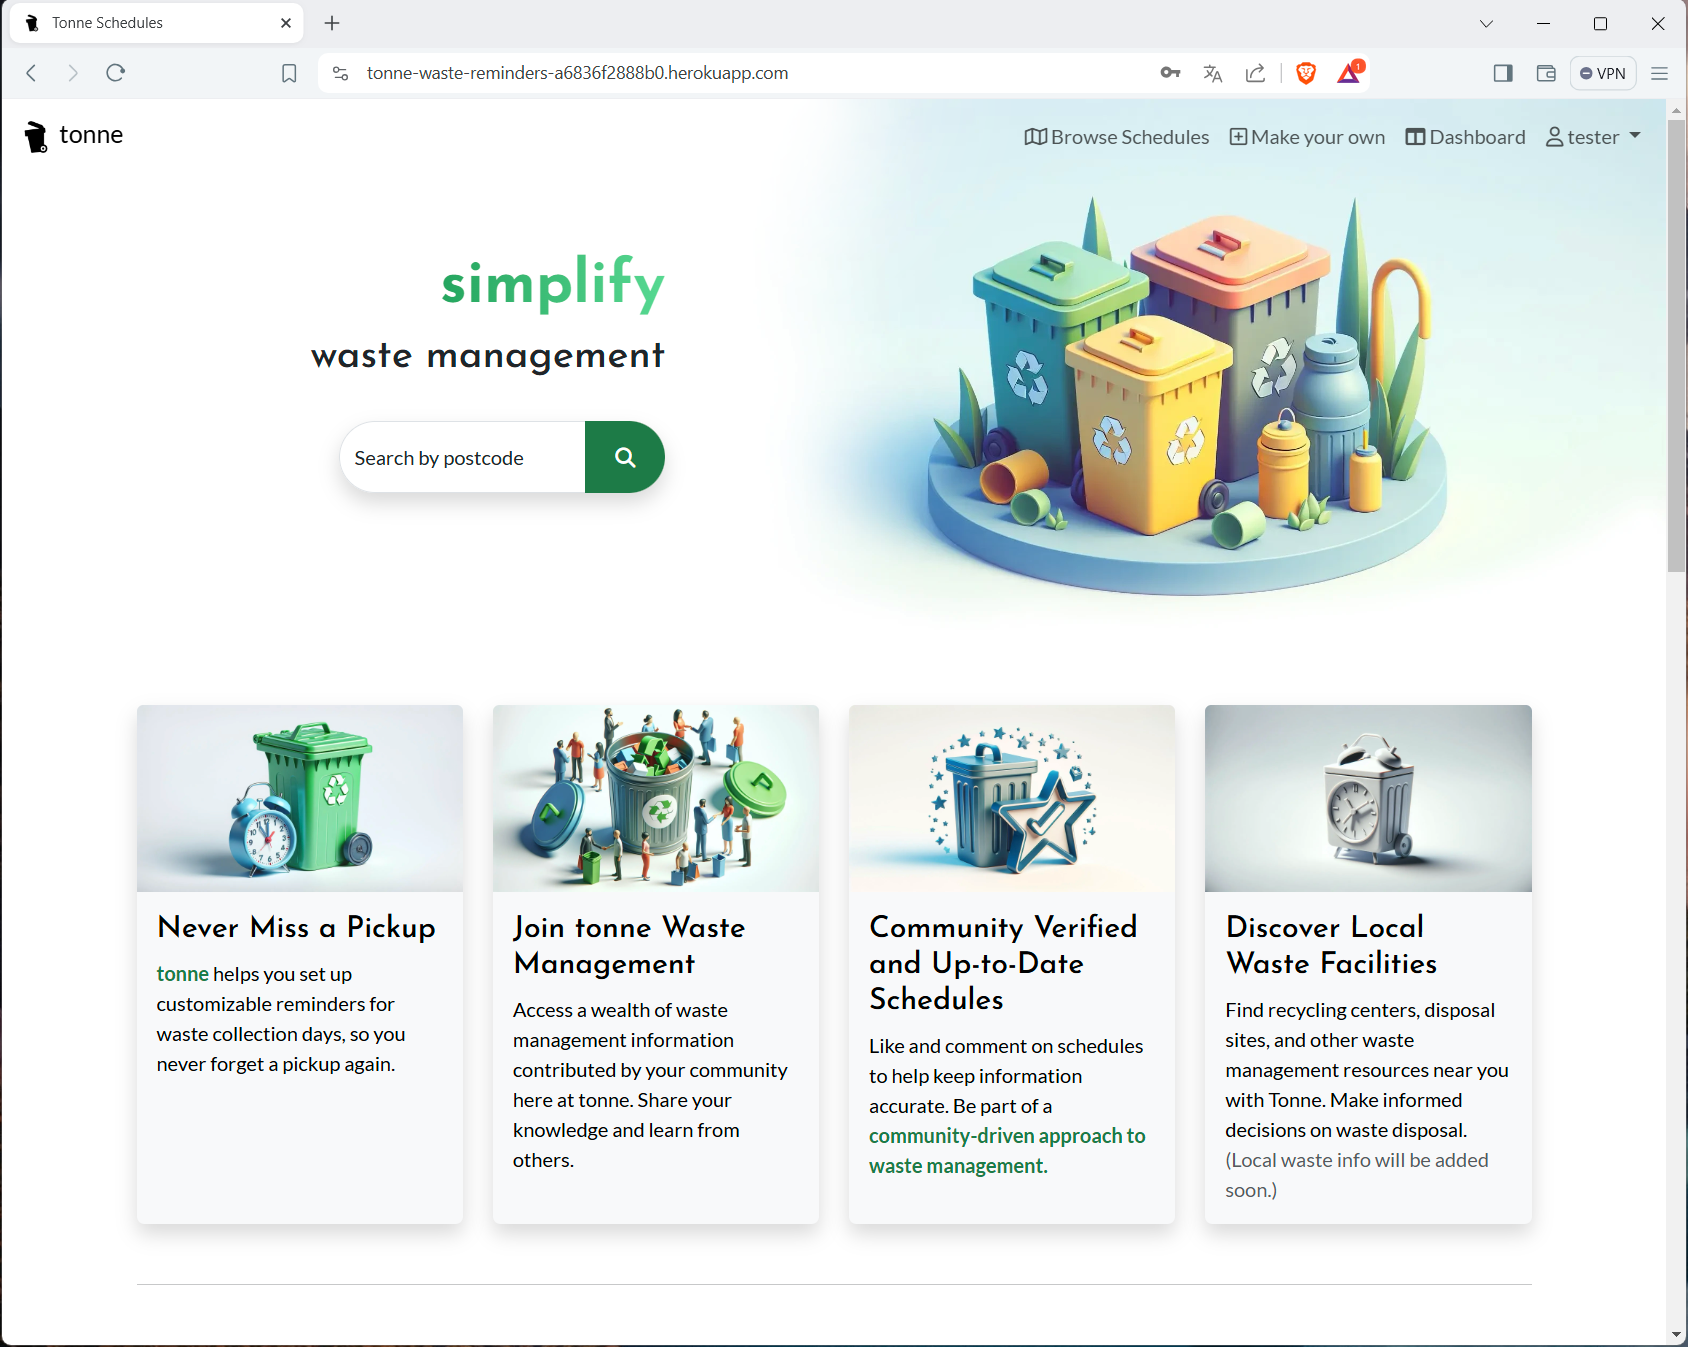 Tonne Schedules
tonne-waste-reminders-a6836f2888b0.herokuapp.com
1
VPN
tonne
Browse Schedules
Make your own
Dashboard
tester
simplify
waste management
Search by postcode
Never Miss a Pickup
tonne helps you set up
customizable reminders for
waste collection days, so you
never forget a pickup again.
Join tonne Waste
Management
Access a wealth of waste
management information
contributed by your community
here at tonne. Share your
knowledge and learn from
others.
Community Verified
and Up-to-Date
Schedules
Like and comment on schedules
to help keep information
accurate. Be part of a
community-driven approach to
waste management.
Discover Local
Waste Facilities
Find recycling centers, disposal
sites, and other waste
management resources near you
with Tonne. Make informed
decisions on waste disposal.
(Local waste info will be added
soon.)